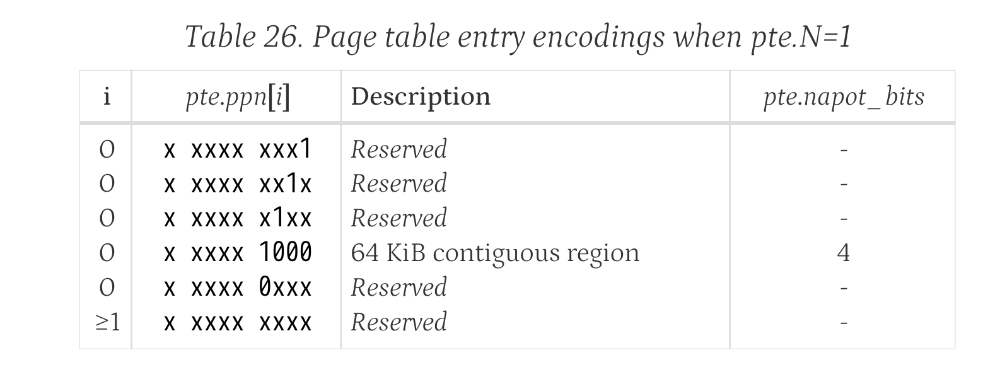 Table 26. Page table entry encodings when pte.N=1
i pte.ppn[i] Description pte.napot_bits
0 x xxxx xxx1 Reserved -
0 x xxxx xx1x Reserved -
0 x xxxx x1xx Reserved -
0 x xxxx 1000 64 KiB contiguous region 4
0 x xxxx 0xxx Reserved -
≥1 x xxxx xxxx Reserved -